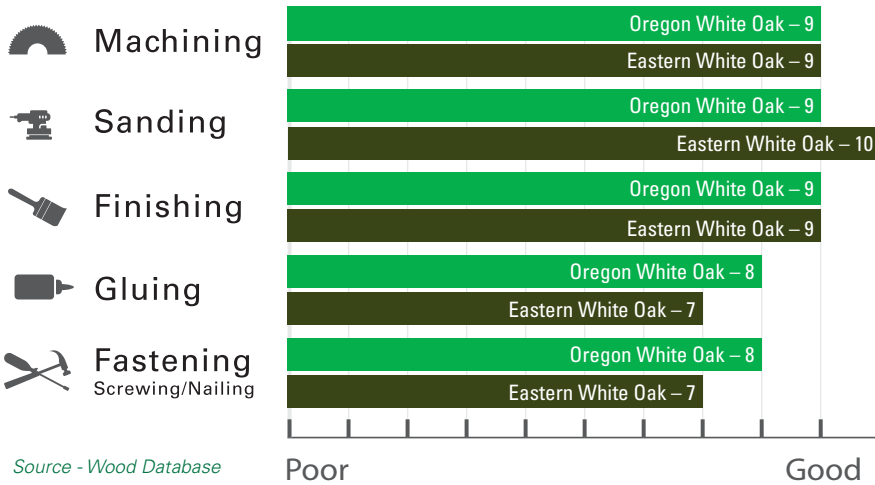 Machining
Oregon White Oak – 9
Eastern White Oak – 9
Sanding
Oregon White Oak – 9
Eastern White Oak – 10
Finishing
Oregon White Oak – 9
Eastern White Oak – 9
Gluing
Oregon White Oak – 8
Eastern White Oak – 7
Fastening
Screwing/Nailing
Oregon White Oak – 8
Eastern White Oak – 7
Source - Wood Database
Poor
Good